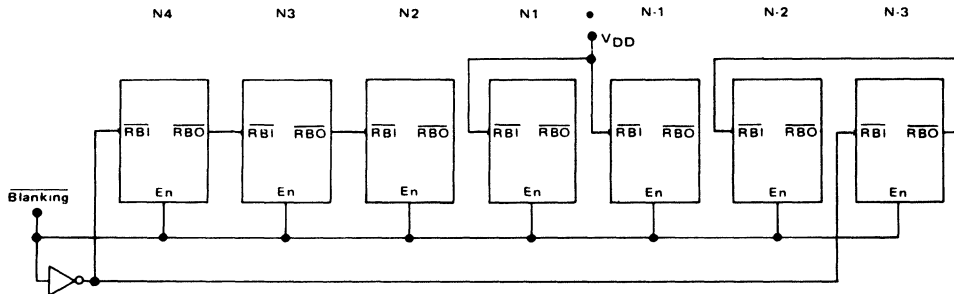 N4 N3 N2 N1 • N-1 N-2 N-3
VDD
RBI RBO RBI RBO RBI RBO RBI RBO RBI RBO RBI RBO RBI RBO
En En En En En En En
Blanking